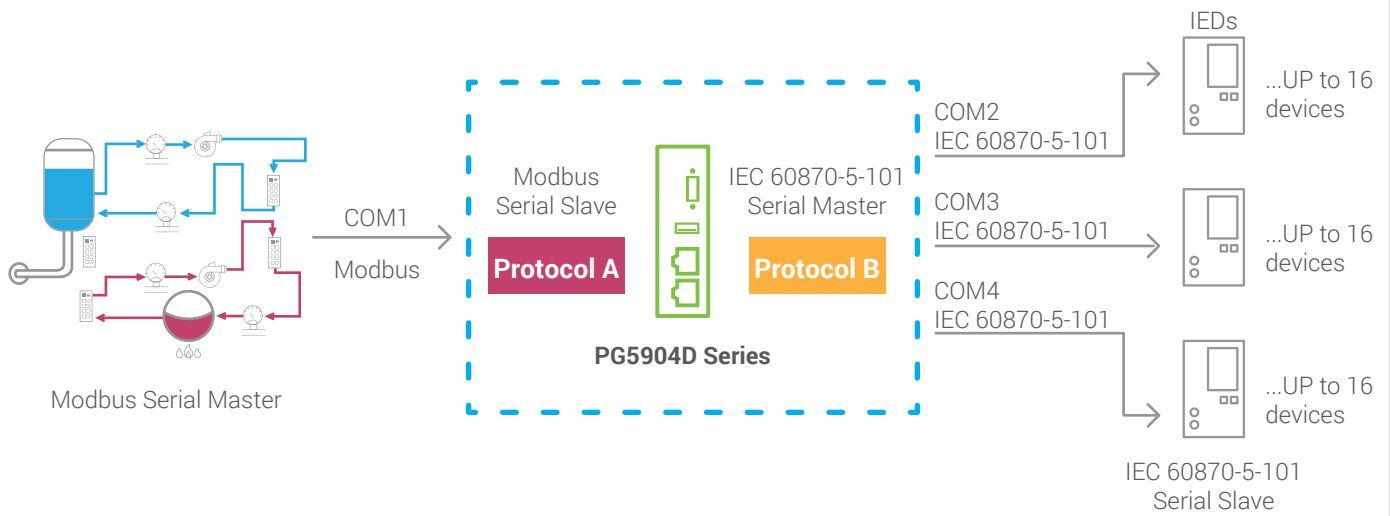 Modbus Serial Master
COM1
Modbus
Modbus
Serial Slave
Protocol A
IEC 60870-5-101
Serial Master
Protocol B
PG5904D Series
COM2
IEC 60870-5-101
COM3
IEC 60870-5-101
COM4
IEC 60870-5-101
IEDs
...UP to 16
devices
...UP to 16
devices
...UP to 16
devices
IEC 60870-5-101
Serial Slave